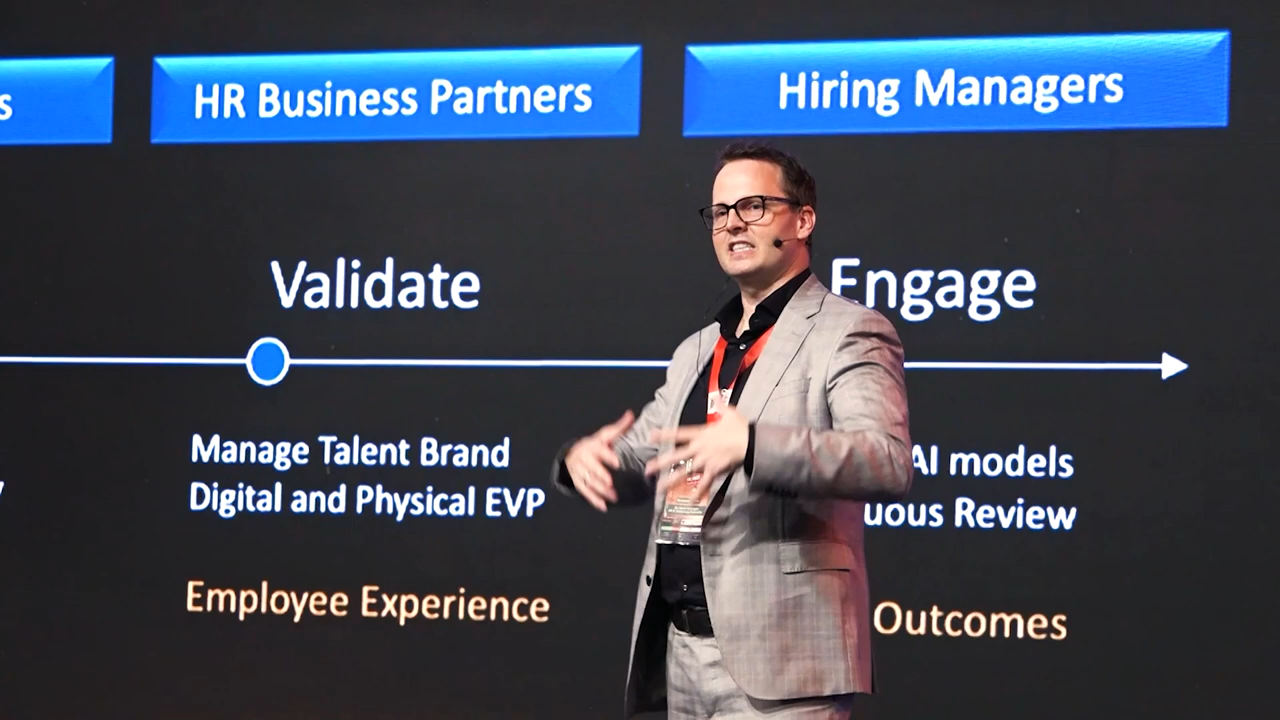 s
HR Business Partners
Hiring Managers
Validate
Engage
Manage Talent Brand
Digital and Physical EVP
AI models
uous Review
Employee Experience
Outcomes